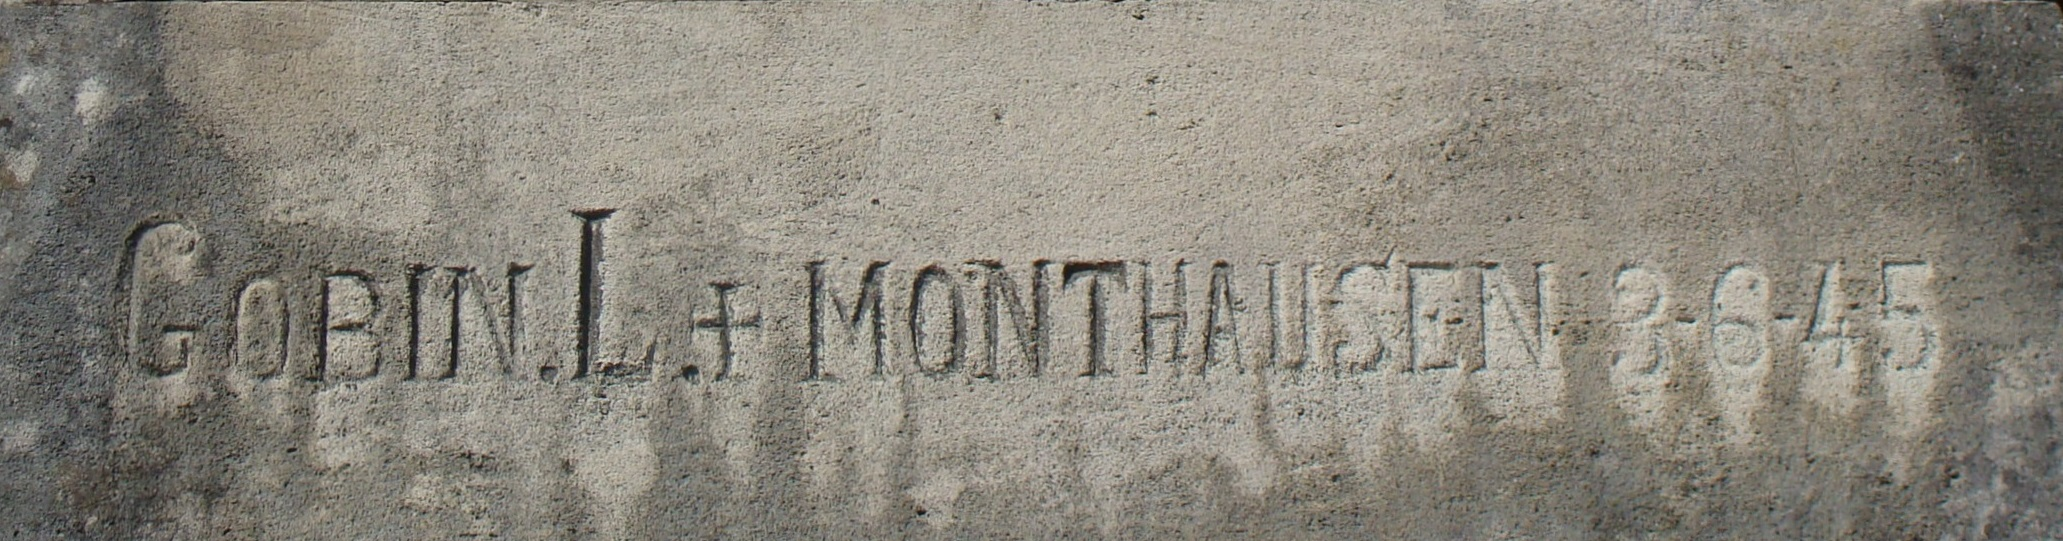 GOBIN.L.+ MONTHAUSEN 3-6-45